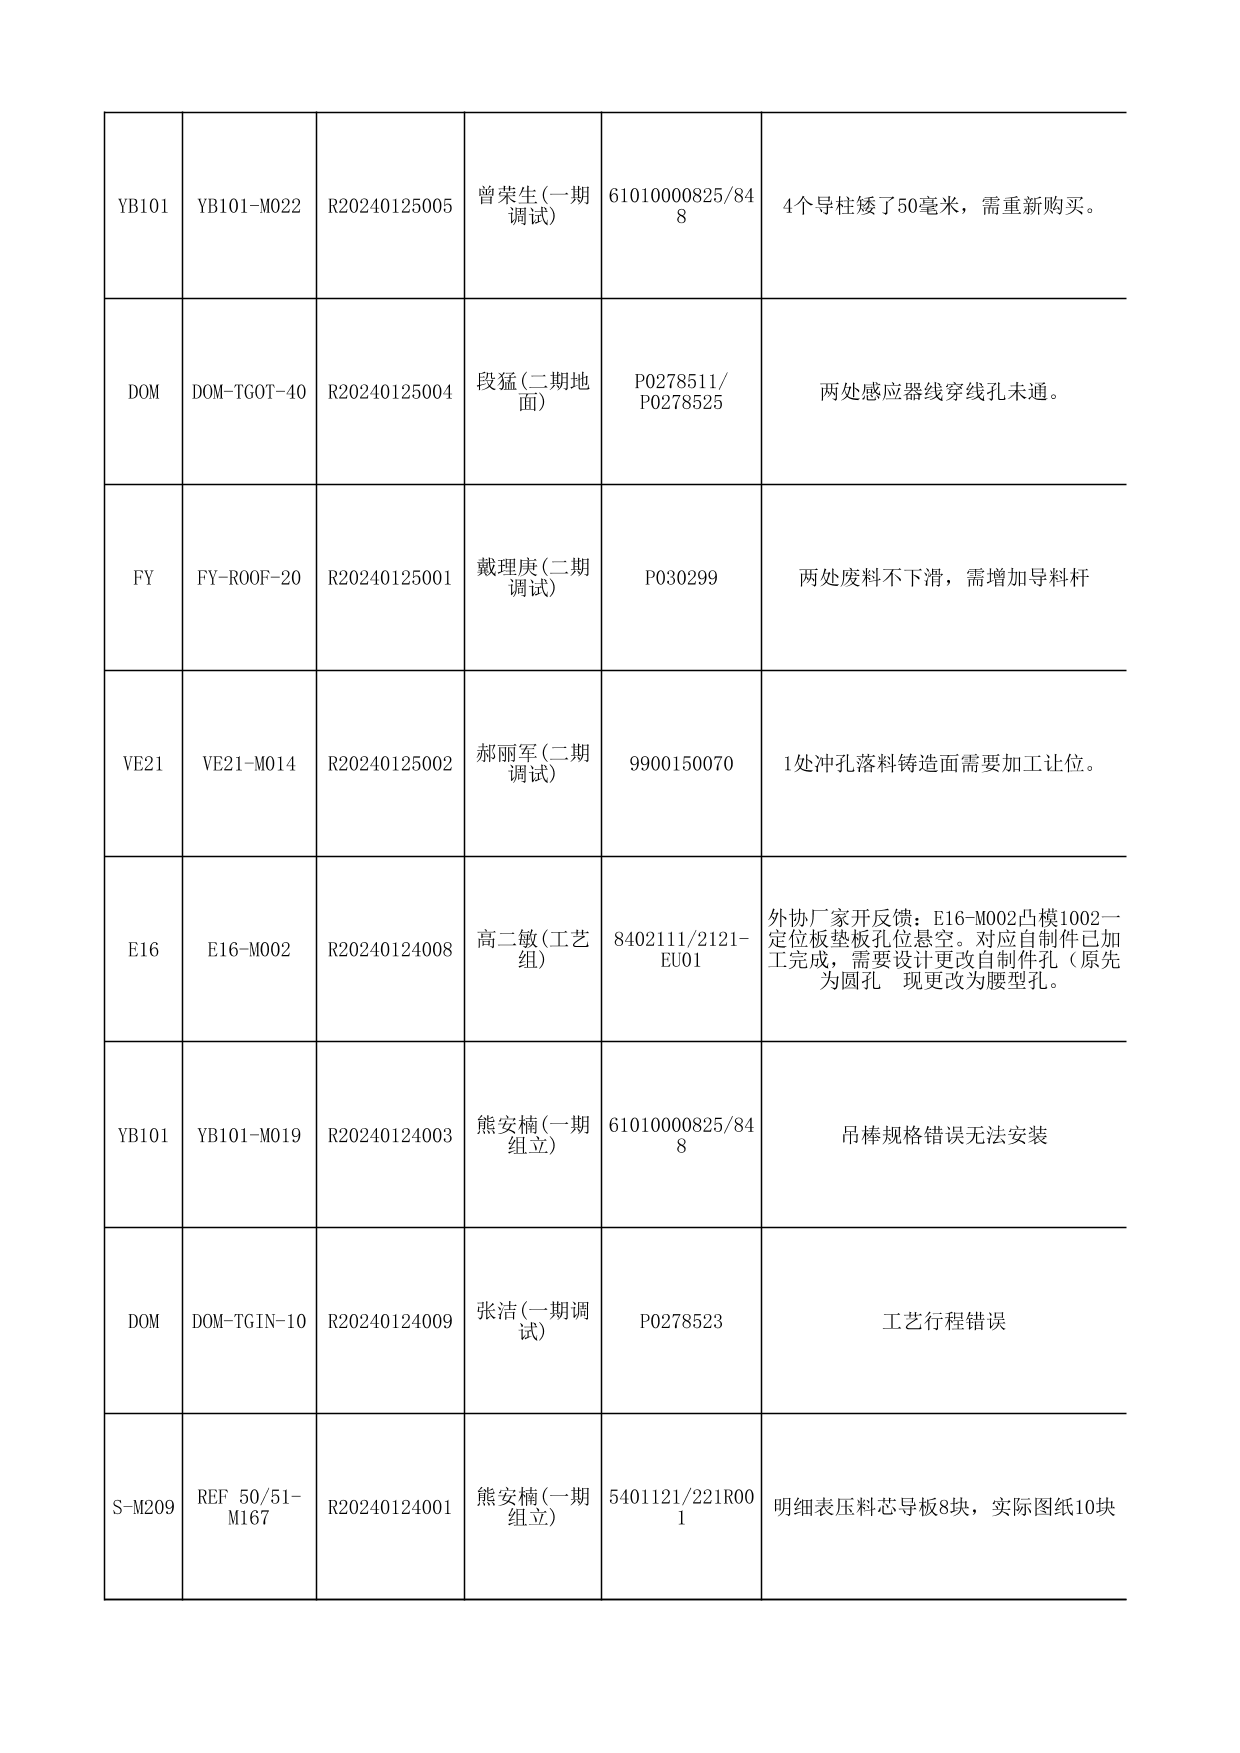 YB101 YB101-M022 R20240125005 曾荣生(一期 61010000825/84 4个导柱矮了50毫米，需重新购买。
调试) 8
DOM DOM-TGOT-40 R20240125004 段猛(二期地 P0278511/ 两处感应器线穿线孔未通。
面) P0278525
FY FY-ROOF-20 R20240125001 戴理庚(二期 P030299 两处废料不下滑，需增加导料杆
调试)
VE21 VE21-M014 R20240125002 郝丽军(二期 9900150070 1处冲孔落料铸造面需要加工让位。
调试)
E16 E16-M002 R20240124008 高二敏(工艺 8402111/2121- 外协厂家开反馈：E16-M002凸模1002一
组) EU01 定位板垫板孔位悬空。对应自制件已加
工完成，需要设计更改自制件孔（原先
为圆孔　现更改为腰型孔。
YB101 YB101-M019 R20240124003 熊安楠(一期 61010000825/84 吊棒规格错误无法安装
组立) 8
DOM DOM-TGIN-10 R20240124009 张洁(一期调 P0278523 工艺行程错误
试)
S-M209 REF 50/51- R20240124001 熊安楠(一期 5401121/221R00 明细表压料芯导板8块，实际图纸10块
M167 组立) 1